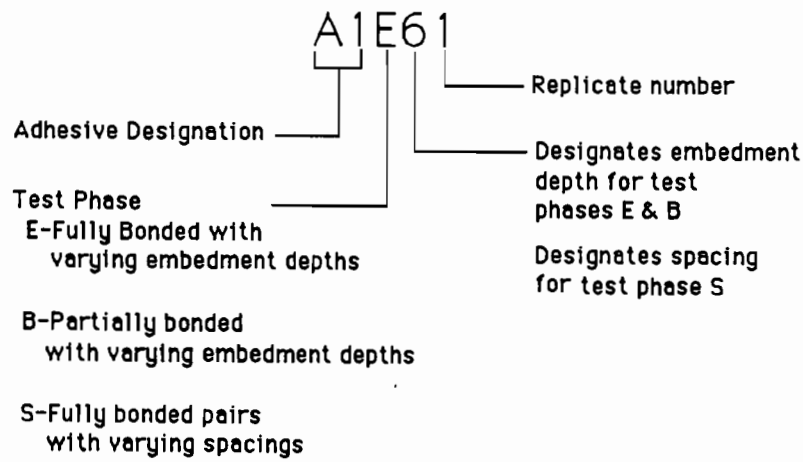 A1E61
Replicate number
Adhesive Designation
Designates embedment
depth for test
phases E & B
Designates spacing
for test phase S
Test Phase
E-Fully Bonded with
varying embedment depths
B-Partially bonded
with varying embedment depths
S-Fully bonded pairs
with varying spacings